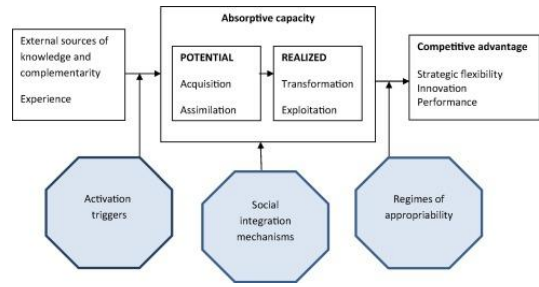 Absorptive capacity
External sources of
knowledge and
complementarity
Experience
POTENTIAL
Acquisition
Assimilation
REALIZED
Transformation
Exploitation
Competitive advantage
Strategic flexibility
Innovation
Performance
Activation
triggers
Social
integration
mechanisms
Regimes of
appropriability